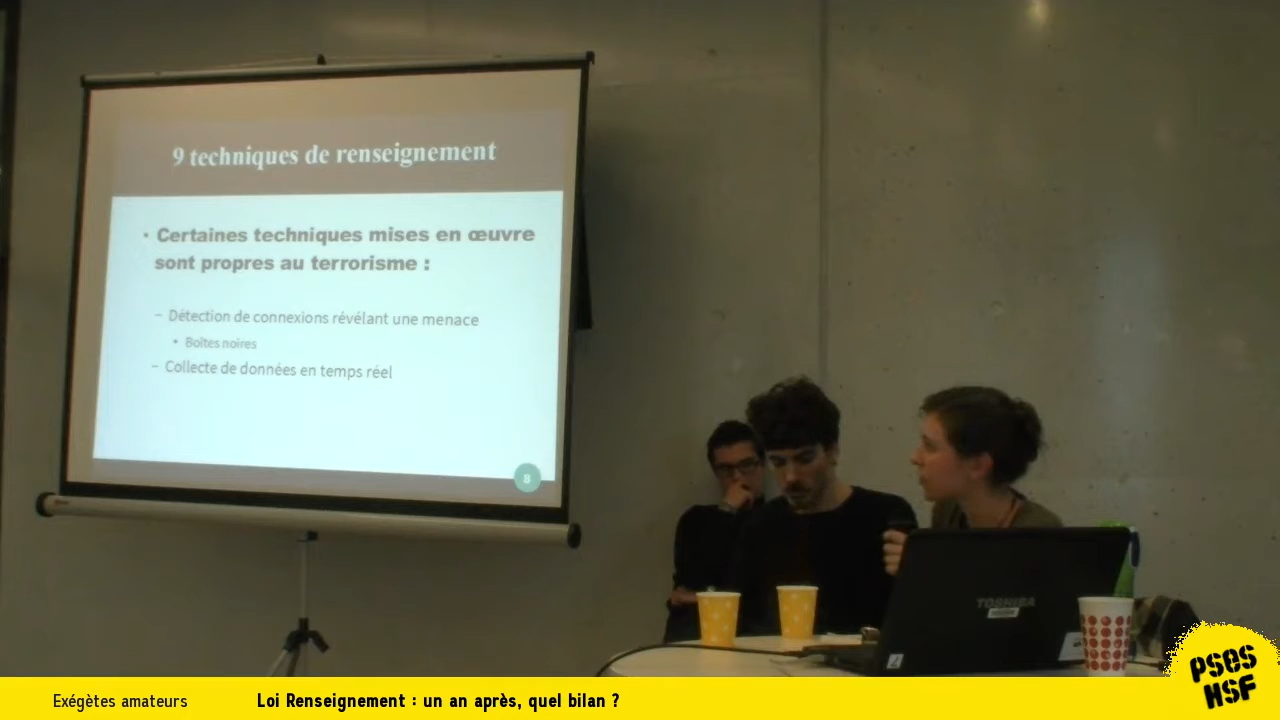 9 techniques de renseignement
• Certaines techniques mises en œuvre
sont propres au terrorisme :
– Détection de connexions révélant une menace
• Boîtes noires
– Collecte de données en temps réel
8
TOSHIBA
PSES
HSF
Exégètes amateurs
Loi Renseignement : un an après, quel bilan ?